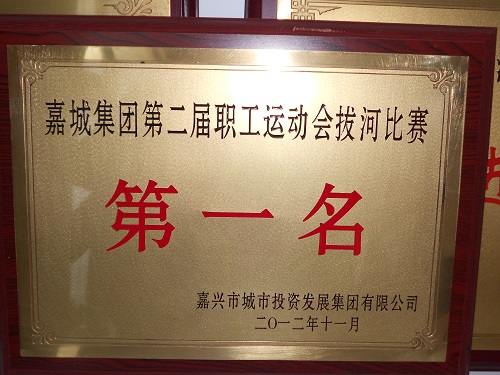 嘉城集团第二届职工运动会拔河比赛
第一名
嘉兴市城市投资发展集团有限公司
二〇一二年十一月